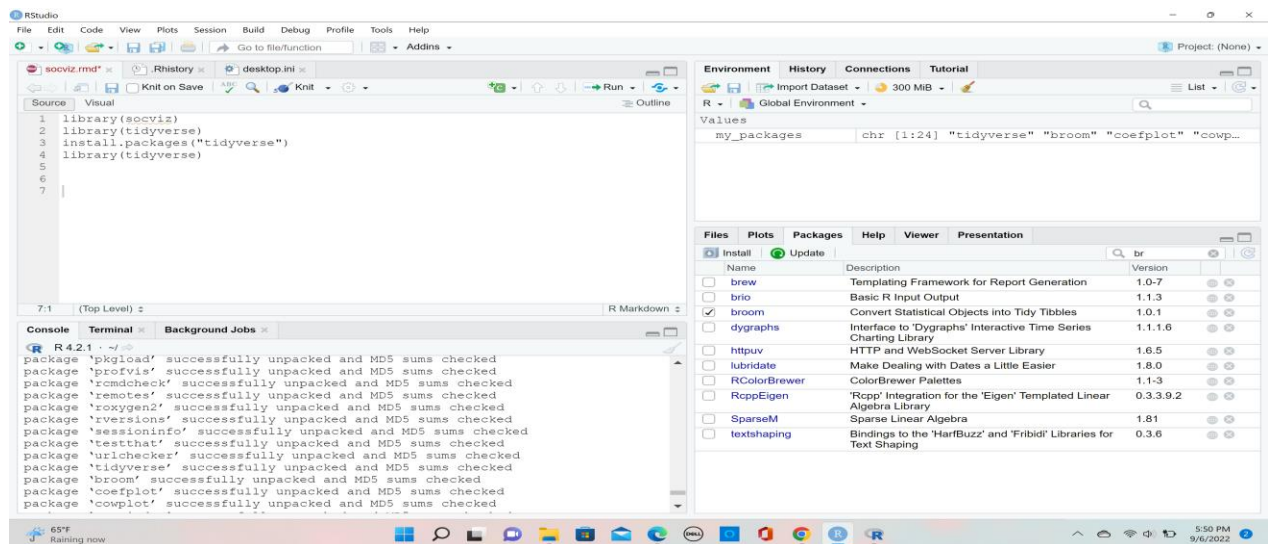 RStudio
File Edit Code View Plots Session Build Debug Profile Tools Help
Go to file/function Addins Project: (None)
socviz.rmd* .Rhistory desktop.ini
Knit on Save ABC Knit Run
Source Visual Outline
1 library(socviz)
2 library(tidyverse)
3 install.packages("tidyverse")
4 library(tidyverse)
5
6
7
7:1 (Top Level) R Markdown
Console Terminal Background Jobs
R 4.2.1 · ~/
package 'pkgload' successfully unpacked and MD5 sums checked
package 'profvis' successfully unpacked and MD5 sums checked
package 'rcmdcheck' successfully unpacked and MD5 sums checked
package 'remotes' successfully unpacked and MD5 sums checked
package 'roxygen2' successfully unpacked and MD5 sums checked
package 'rversions' successfully unpacked and MD5 sums checked
package 'sessioninfo' successfully unpacked and MD5 sums checked
package 'testthat' successfully unpacked and MD5 sums checked
package 'urlchecker' successfully unpacked and MD5 sums checked
package 'tidyverse' successfully unpacked and MD5 sums checked
package 'broom' successfully unpacked and MD5 sums checked
package 'coefplot' successfully unpacked and MD5 sums checked
package 'cowplot' successfully unpacked and MD5 sums checked
Environment History Connections Tutorial
Import Dataset 300 MiB List
R Global Environment
Values
my_packages chr [1:24] "tidyverse" "broom" "coefplot" "cowp…
Files Plots Packages Help Viewer Presentation
Install Update br
Name Description Version
brew Templating Framework for Report Generation 1.0-7
brio Basic R Input Output 1.1.3
broom Convert Statistical Objects into Tidy Tibbles 1.0.1
dygraphs Interface to 'Dygraphs' Interactive Time Series 1.1.1.6
Charting Library
httpuv HTTP and WebSocket Server Library 1.6.5
lubridate Make Dealing with Dates a Little Easier 1.8.0
RColorBrewer ColorBrewer Palettes 1.1-3
RcppEigen 'Rcpp' Integration for the 'Eigen' Templated Linear 0.3.3.9.2
Algebra Library
SparseM Sparse Linear Algebra 1.81
textshaping Bindings to the 'HarfBuzz' and 'Fribidi' Libraries for 0.3.6
Text Shaping
65°F
Raining now
DELL
R
R
5:50 PM
9/6/2022
2